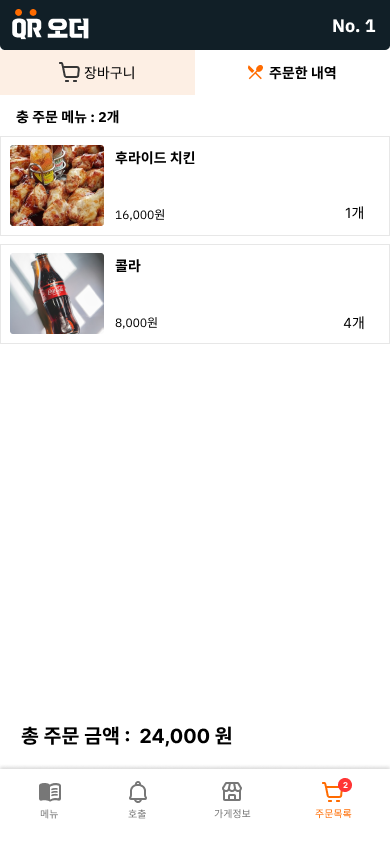 QR 오더
No. 1
장바구니
주문한 내역
총 주문 메뉴 : 2개
후라이드 치킨
16,000원
1개
Coca-Cola
콜라
8,000원
4개
총 주문 금액 : 24,000 원
2
메뉴
호출
가게정보
주문목록